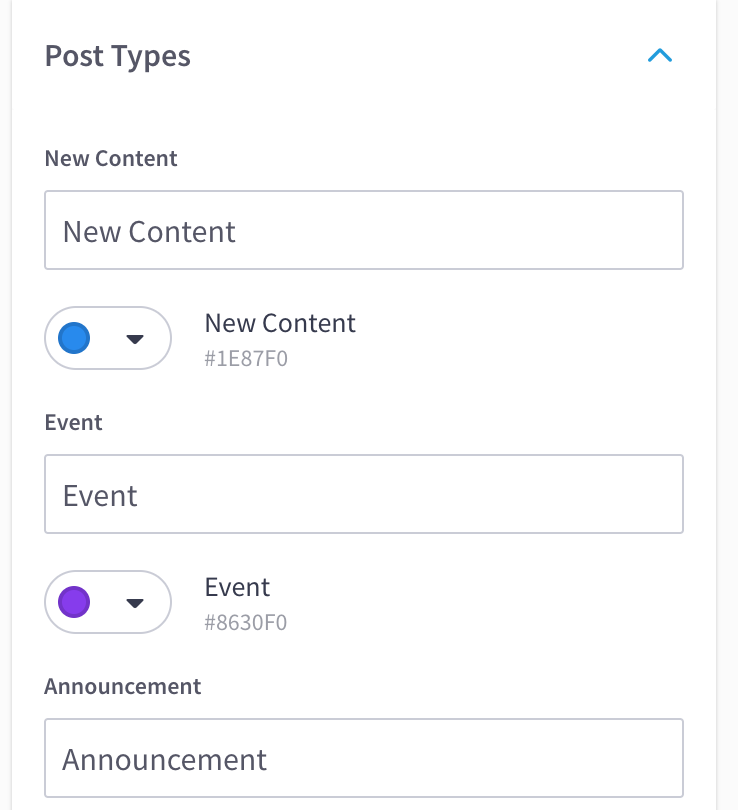 Post Types
New Content
New Content
New Content
#1E87F0
Event
Event
Event
#8630F0
Announcement
Announcement